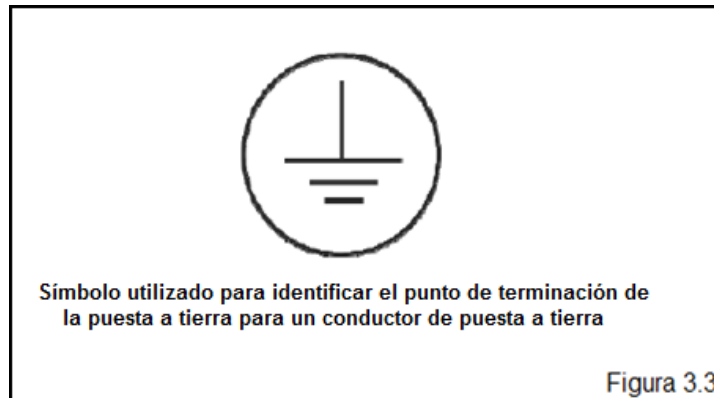 Símbolo utilizado para identificar el punto de terminación de
la puesta a tierra para un conductor de puesta a tierra
Figura 3.3